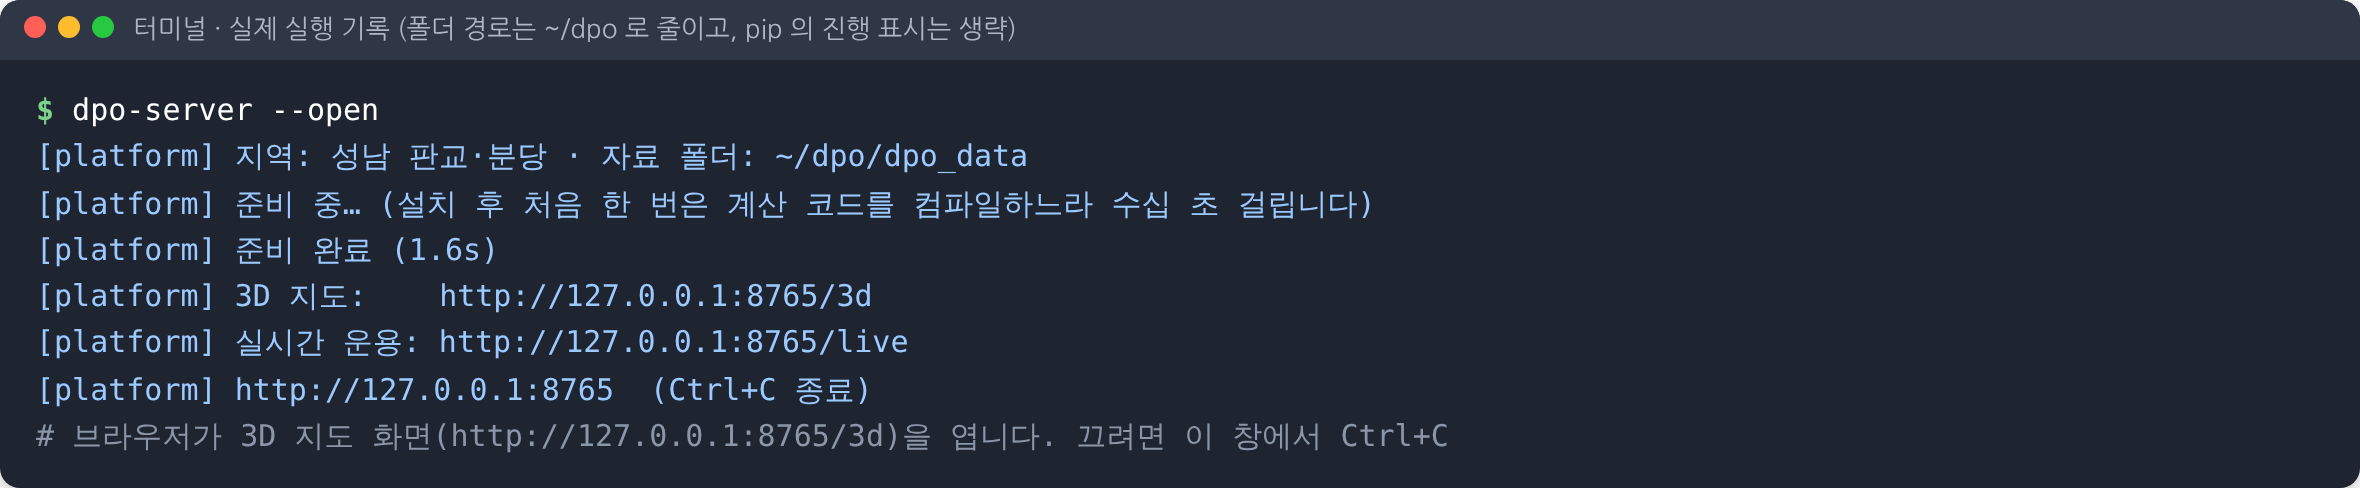 터미널 · 실제 실행 기록 (폴더 경로는 ~/dpo 로 줄이고, pip 의 진행 표시는 생략)
$ dpo-server --open
[platform] 지역: 성남 판교·분당 · 자료 폴더: ~/dpo/dpo_data
[platform] 준비 중… (설치 후 처음 한 번은 계산 코드를 컴파일하느라 수십 초 걸립니다)
[platform] 준비 완료 (1.6s)
[platform] 3D 지도:    http://127.0.0.1:8765/3d
[platform] 실시간 운용: http://127.0.0.1:8765/live
[platform] http://127.0.0.1:8765  (Ctrl+C 종료)
# 브라우저가 3D 지도 화면(http://127.0.0.1:8765/3d)을 엽니다. 끄려면 이 창에서 Ctrl+C